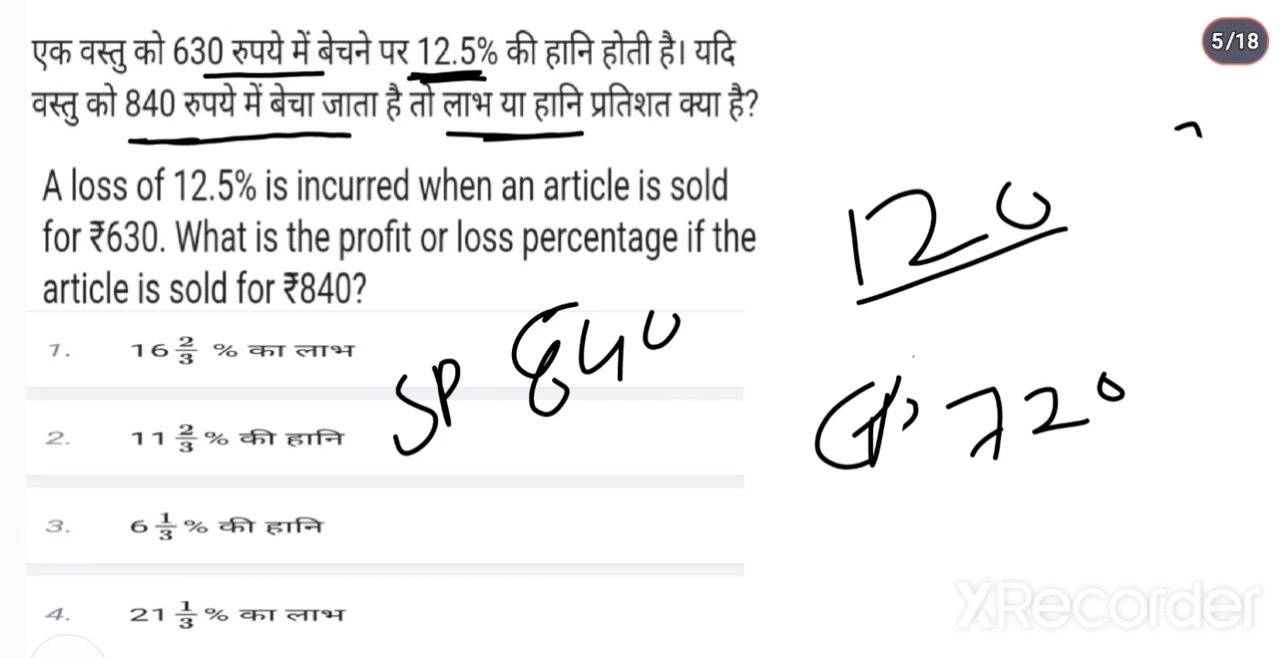 एक वस्तु को 630 रुपये में बेचने पर 12.5% की हानि होती है। यदि
वस्तु को 840 रुपये में बेचा जाता है तो लाभ या हानि प्रतिशत क्या है?
5/18
A loss of 12.5% is incurred when an article is sold
for ₹630. What is the profit or loss percentage if the
article is sold for ₹840?
120
1. 16 2/3 % का लाभ
SP 840
CP 720
2. 11 2/3 % की हानि
3. 6 1/3 % की हानि
4. 21 1/3 % का लाभ
XRecorder